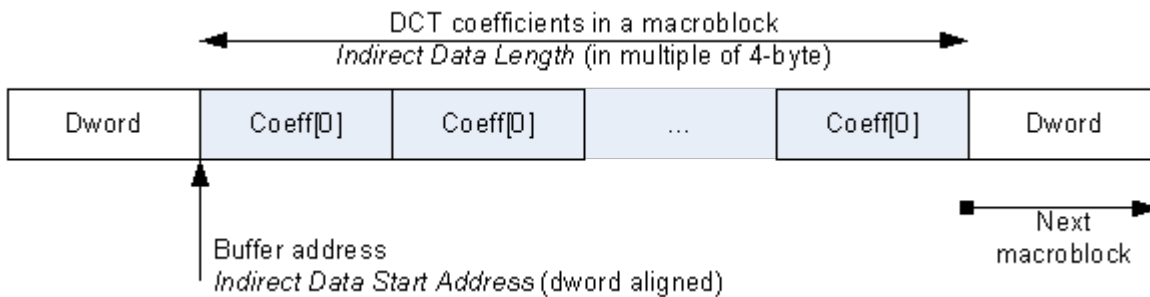 DCT coefficients in a macroblock
Indirect Data Length (in multiple of 4-byte)
Dword Coeff[0] Coeff[0] ... Coeff[0] Dword
Next
macroblock
Buffer address
Indirect Data Start Address (dword aligned)